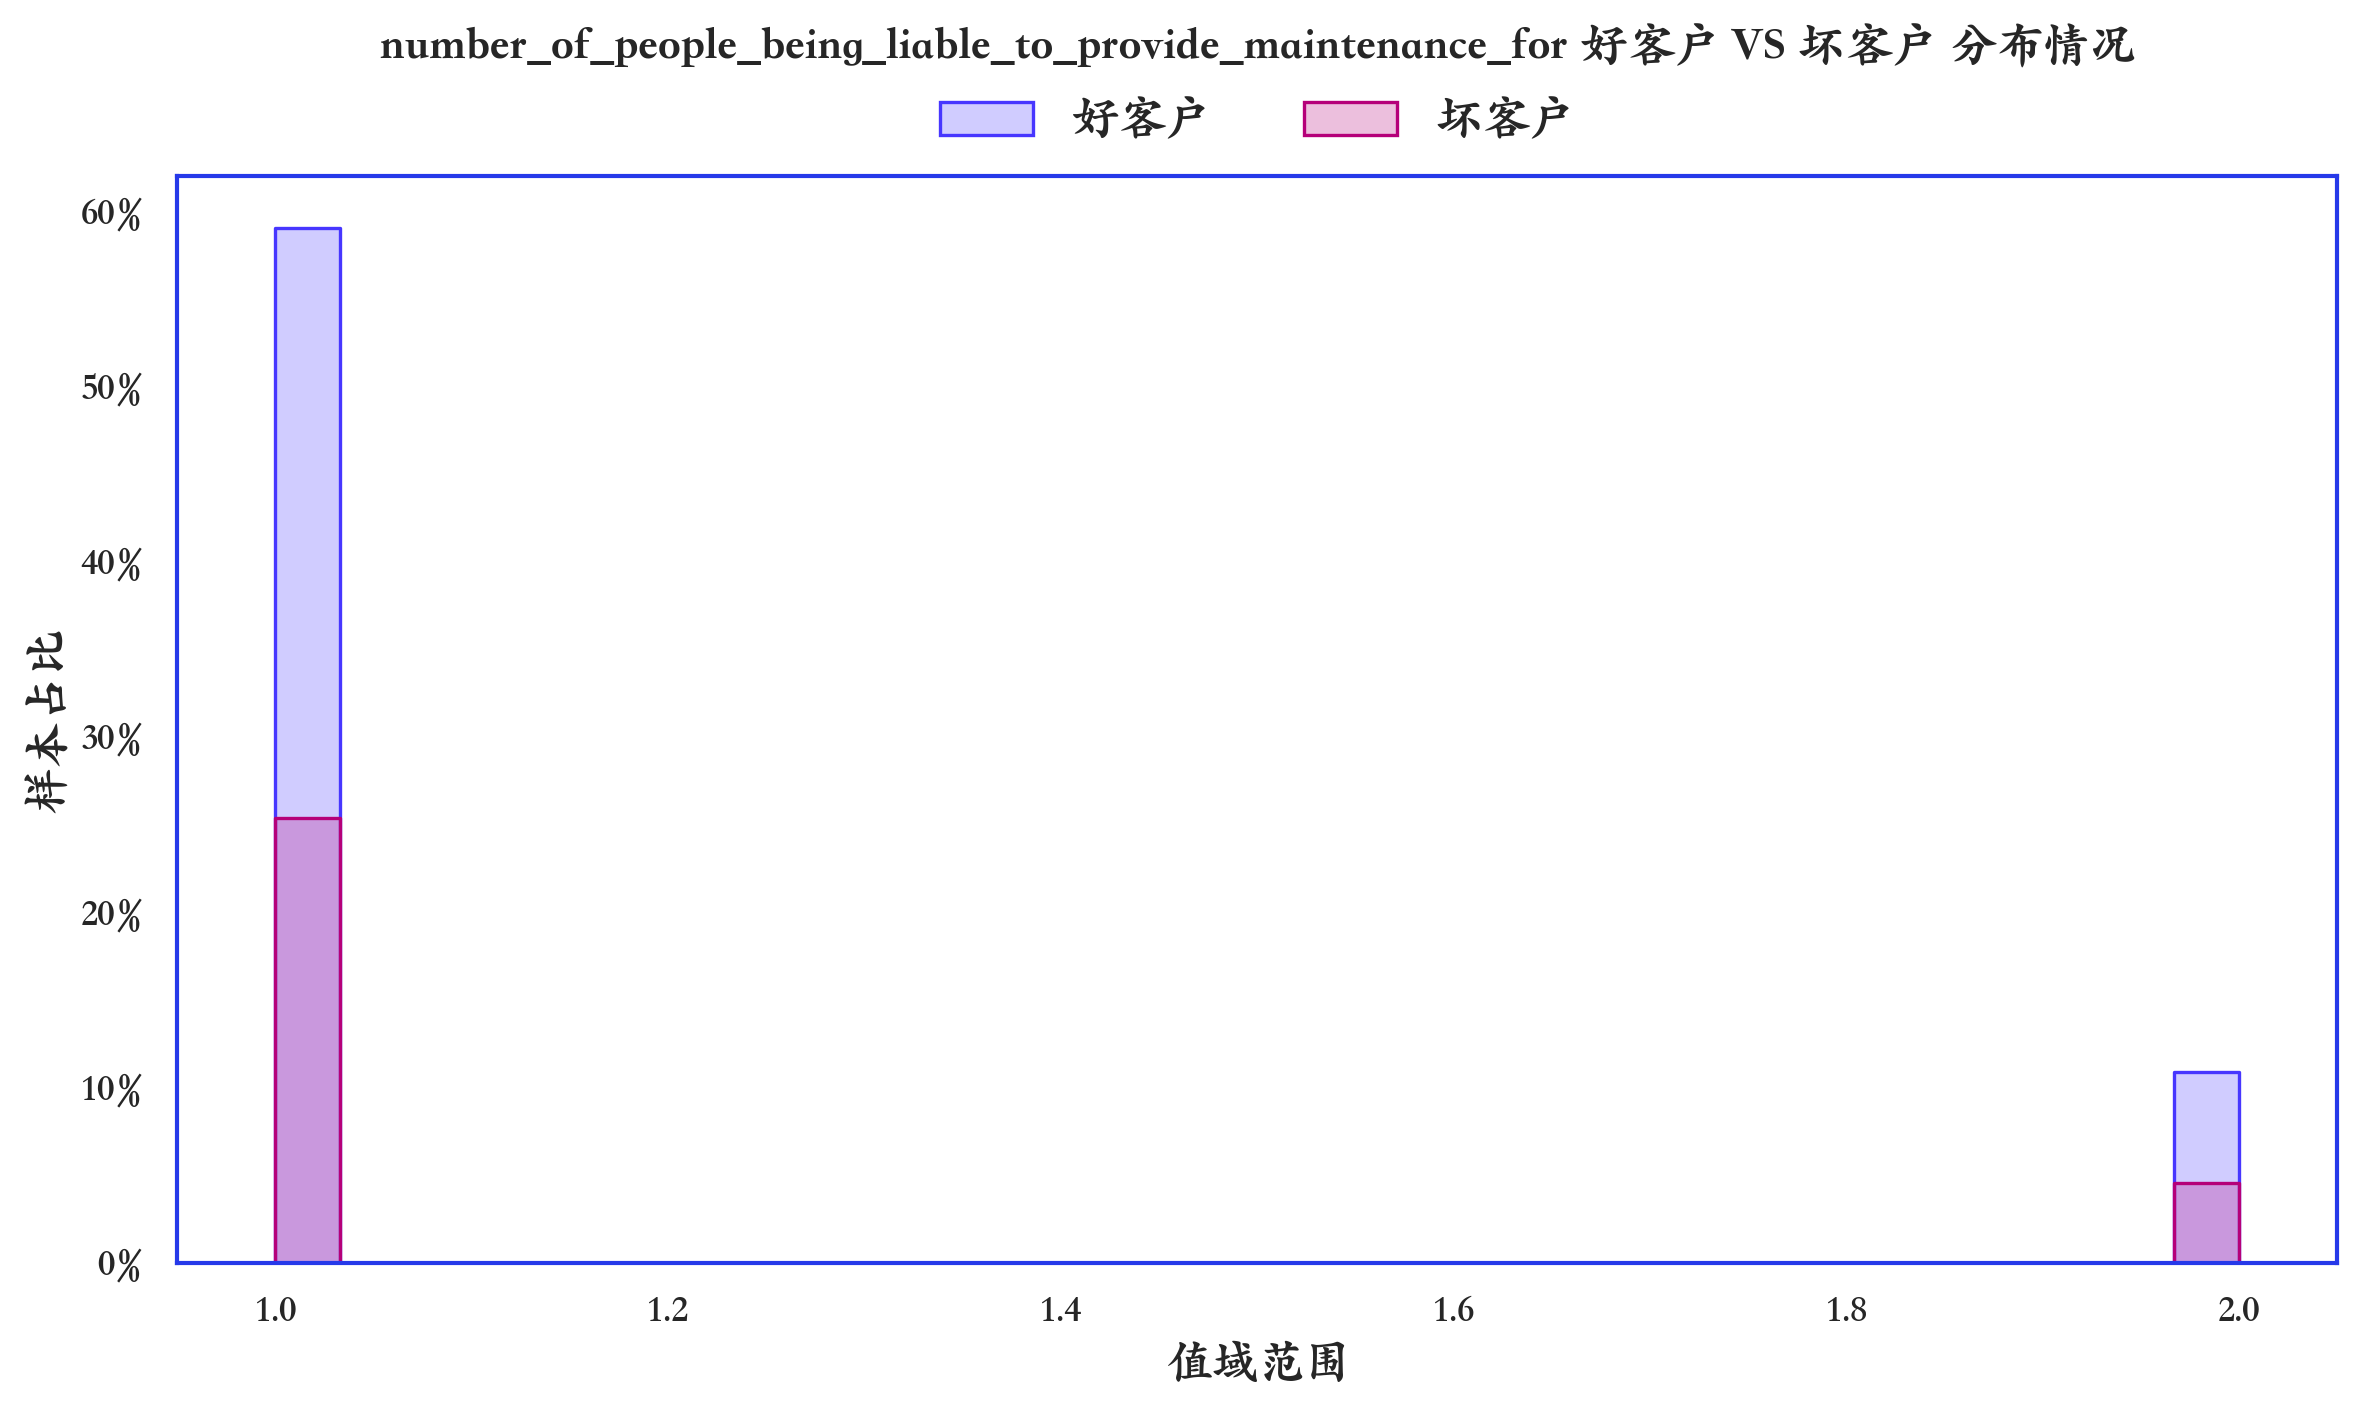 number_of_people_being_liable_to_provide_maintenance_for 好客户 VS 坏客户 分布情况
好客户 坏客户
60%
50%
40%
30%
20%
10%
0%
样本占比
1.0 1.2 1.4 1.6 1.8 2.0
值域范围